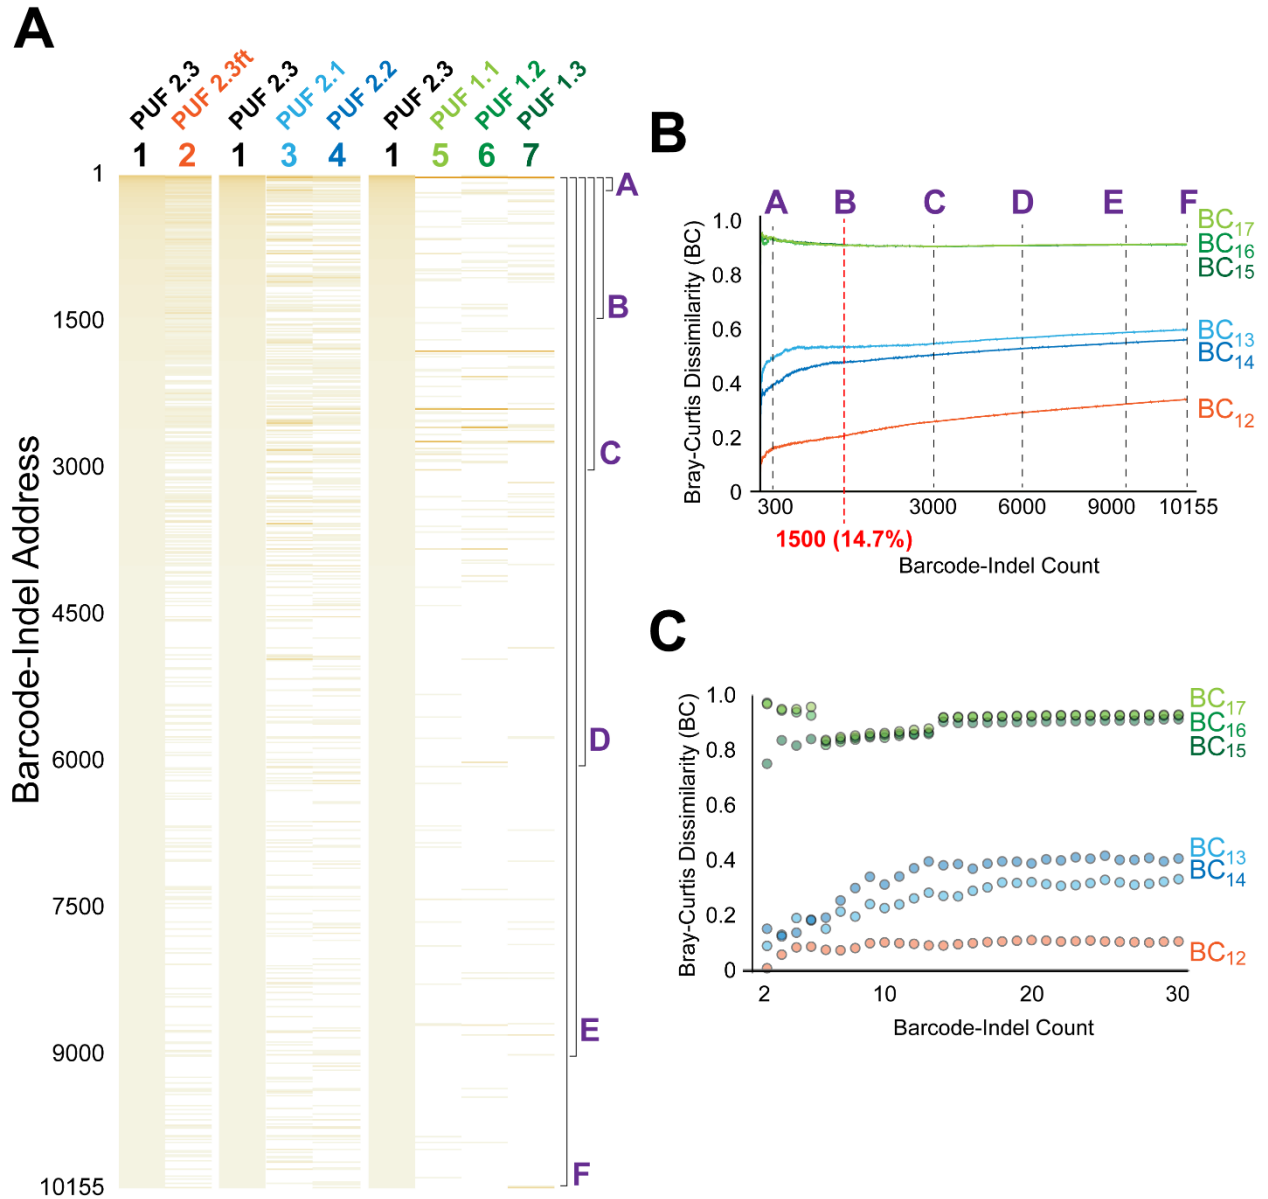 A
PUF 2.3 PUF 2.3ft PUF 2.3 PUF 2.1 PUF 2.2 PUF 2.3 PUF 1.1 PUF 1.2 PUF 1.3
1 2 1 3 4 1 5 6 7
Barcode-Indel Address
1
1500
3000
4500
6000
7500
9000
10155
A
B
C
D
E
F
B
A B C D E F
Bray-Curtis Dissimilarity (BC)
1.0
0.8
0.6
0.4
0.2
0
BC17
BC16
BC15
BC13
BC14
BC12
300 3000 6000 9000 10155
1500 (14.7%)
Barcode-Indel Count
C
Bray-Curtis Dissimilarity (BC)
1.0
0.8
0.6
0.4
0.2
0
BC17
BC16
BC15
BC13
BC14
BC12
2 10 20 30
Barcode-Indel Count